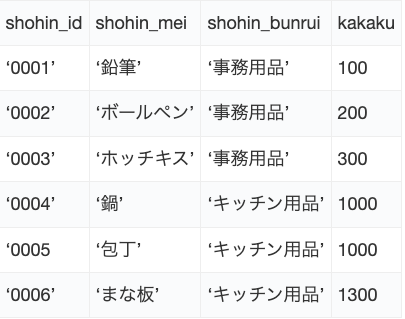 shohin_id shohin_mei shohin_bunrui kakaku
‘0001’ ‘鉛筆’ ‘事務用品’ 100
‘0002’ ‘ボールペン’ ‘事務用品’ 200
‘0003’ ‘ホッチキス’ ‘事務用品’ 300
‘0004’ ‘鍋’ ‘キッチン用品’ 1000
‘0005 ‘包丁’ ‘キッチン用品’ 1000
‘0006’ ‘まな板’ ‘キッチン用品’ 1300